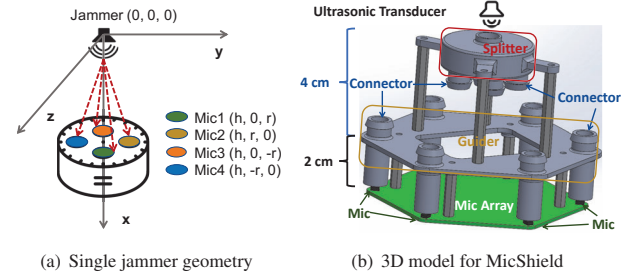 Jammer (0, 0, 0)
y
z
x
Mic1 (h, 0, r)
Mic2 (h, r, 0)
Mic3 (h, 0, -r)
Mic4 (h, -r, 0)
(a) Single jammer geometry
Ultrasonic Transducer
Splitter
4 cm
Connector
Connector
Guider
2 cm
Mic Array
Mic
Mic
(b) 3D model for MicShield